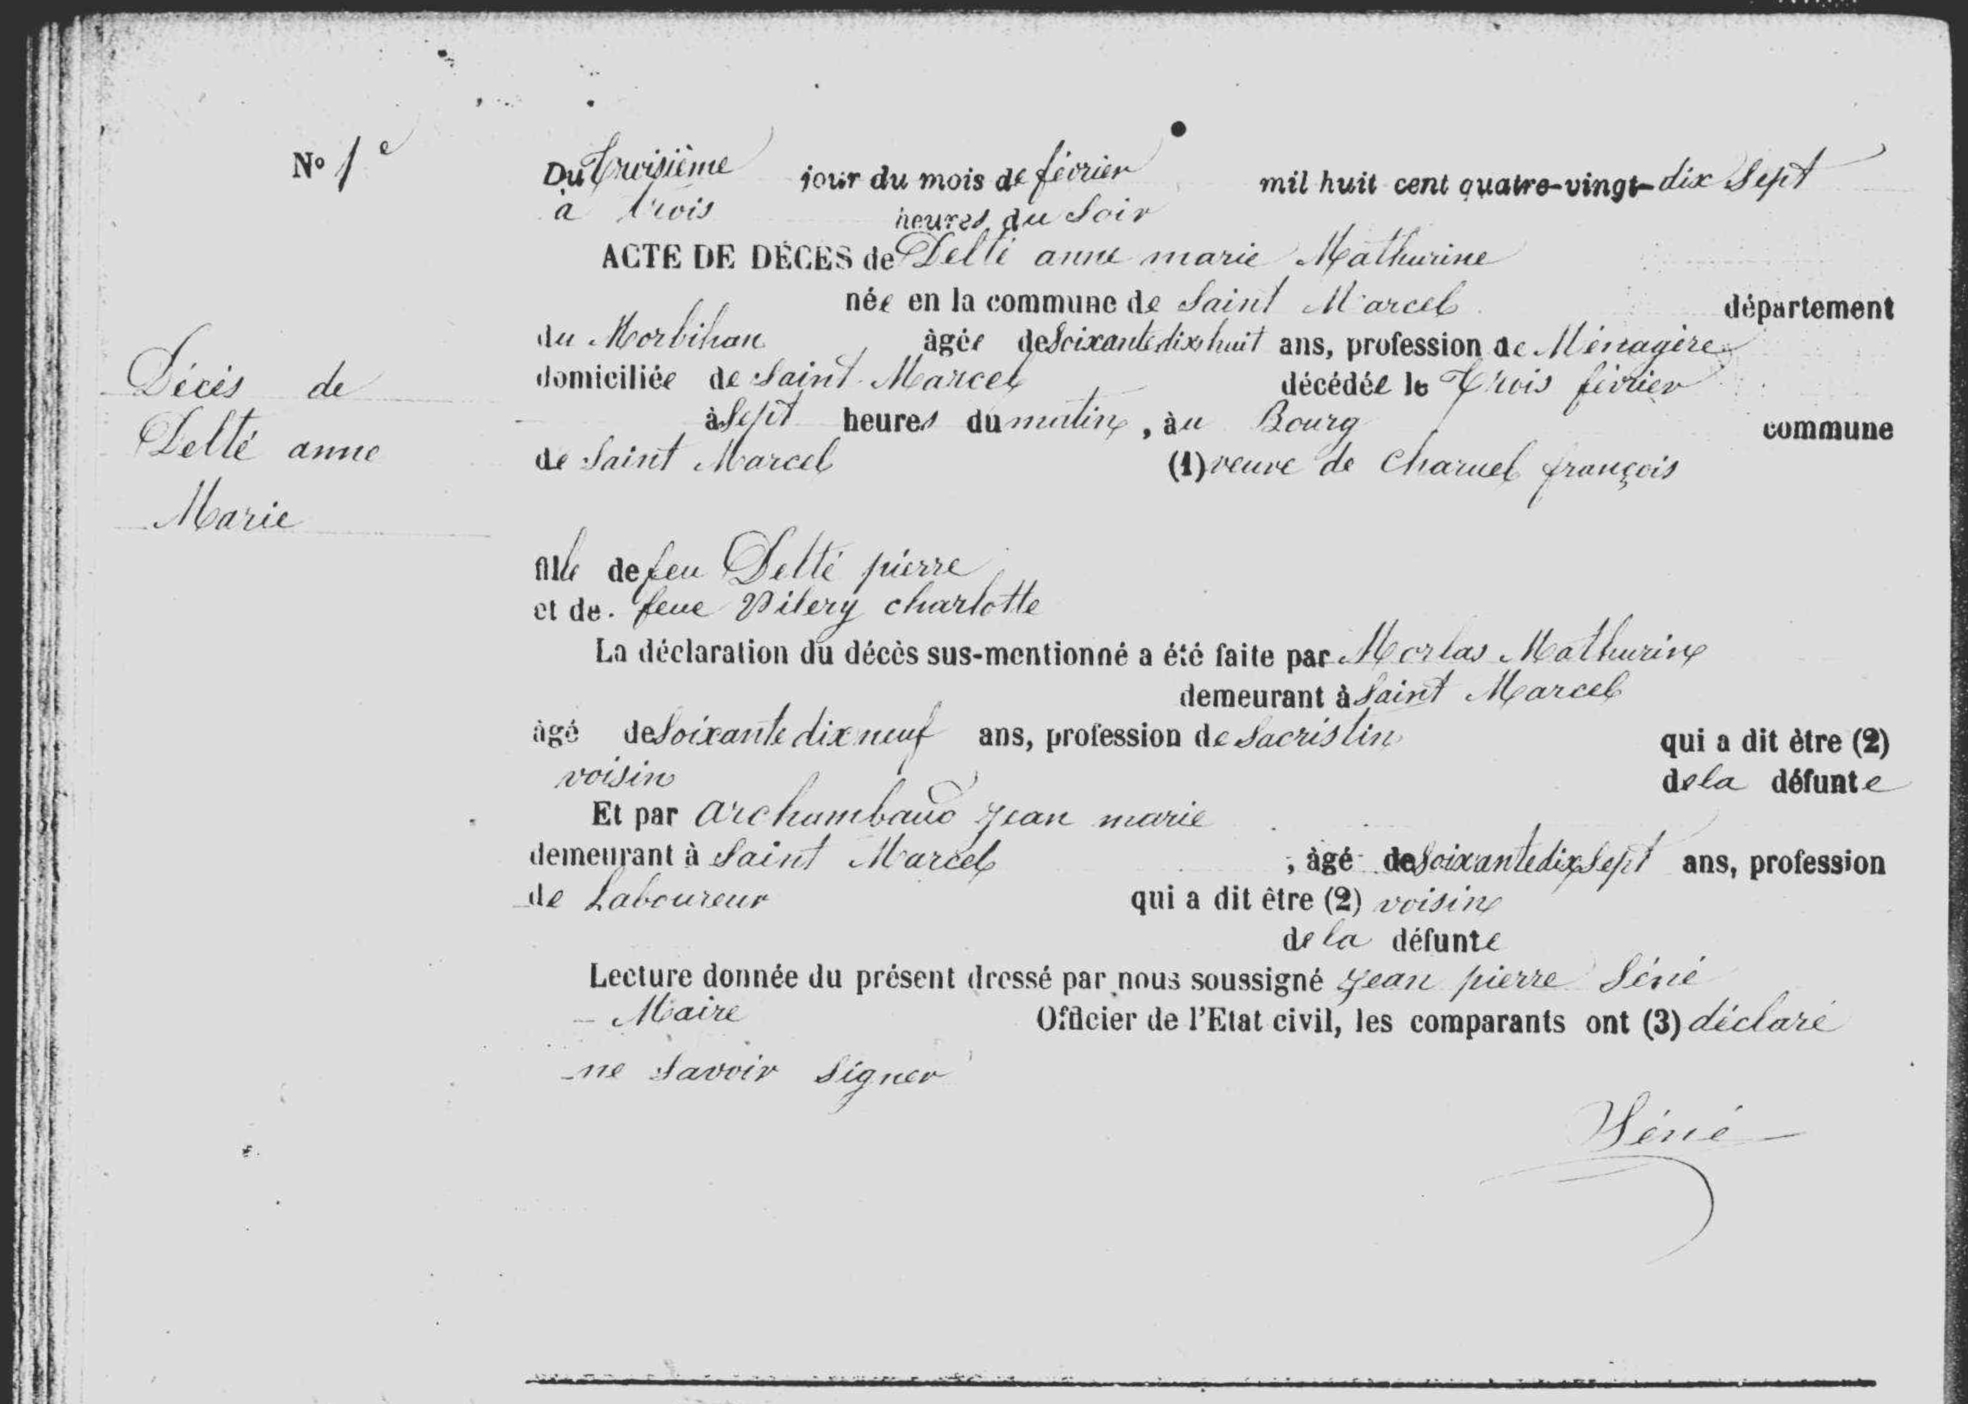 N° 1e
Du troisième jour du mois de février mil huit cent quatre-vingt-dix sept
à trois heures du soir
ACTE DE DÉCÈS de Delté anne marie Mathurine
née en la commune de Saint Marcel département
du Morbihan âgée de soixante dix huit ans, profession de Ménagère
domiciliée de Saint Marcel décédée le trois février
à sept heures du matin, àu Bourg commune
de Saint Marcel (1) veuve de Charuel françois
Décès de
Delté anne
Marie
fille de feu Delté pierre
et de feue Vilery charlotte
La déclaration du décès sus-mentionné a été faite par Morlas Mathurin
demeurant à Saint Marcel
âgé de soixante dix neuf ans, profession de Sacristin qui a dit être (2)
voisin de la défunte
Et par archambaud jean marie
demeurant à Saint Marcel, âgé de soixante dix sept ans, profession
de Laboureur qui a dit être (2) voisin
de la défunte
Lecture donnée du présent dressé par nous soussigné jean pierre Séné
Maire Officier de l'Etat civil, les comparants ont (3) déclaré
ne savoir signer
Séné